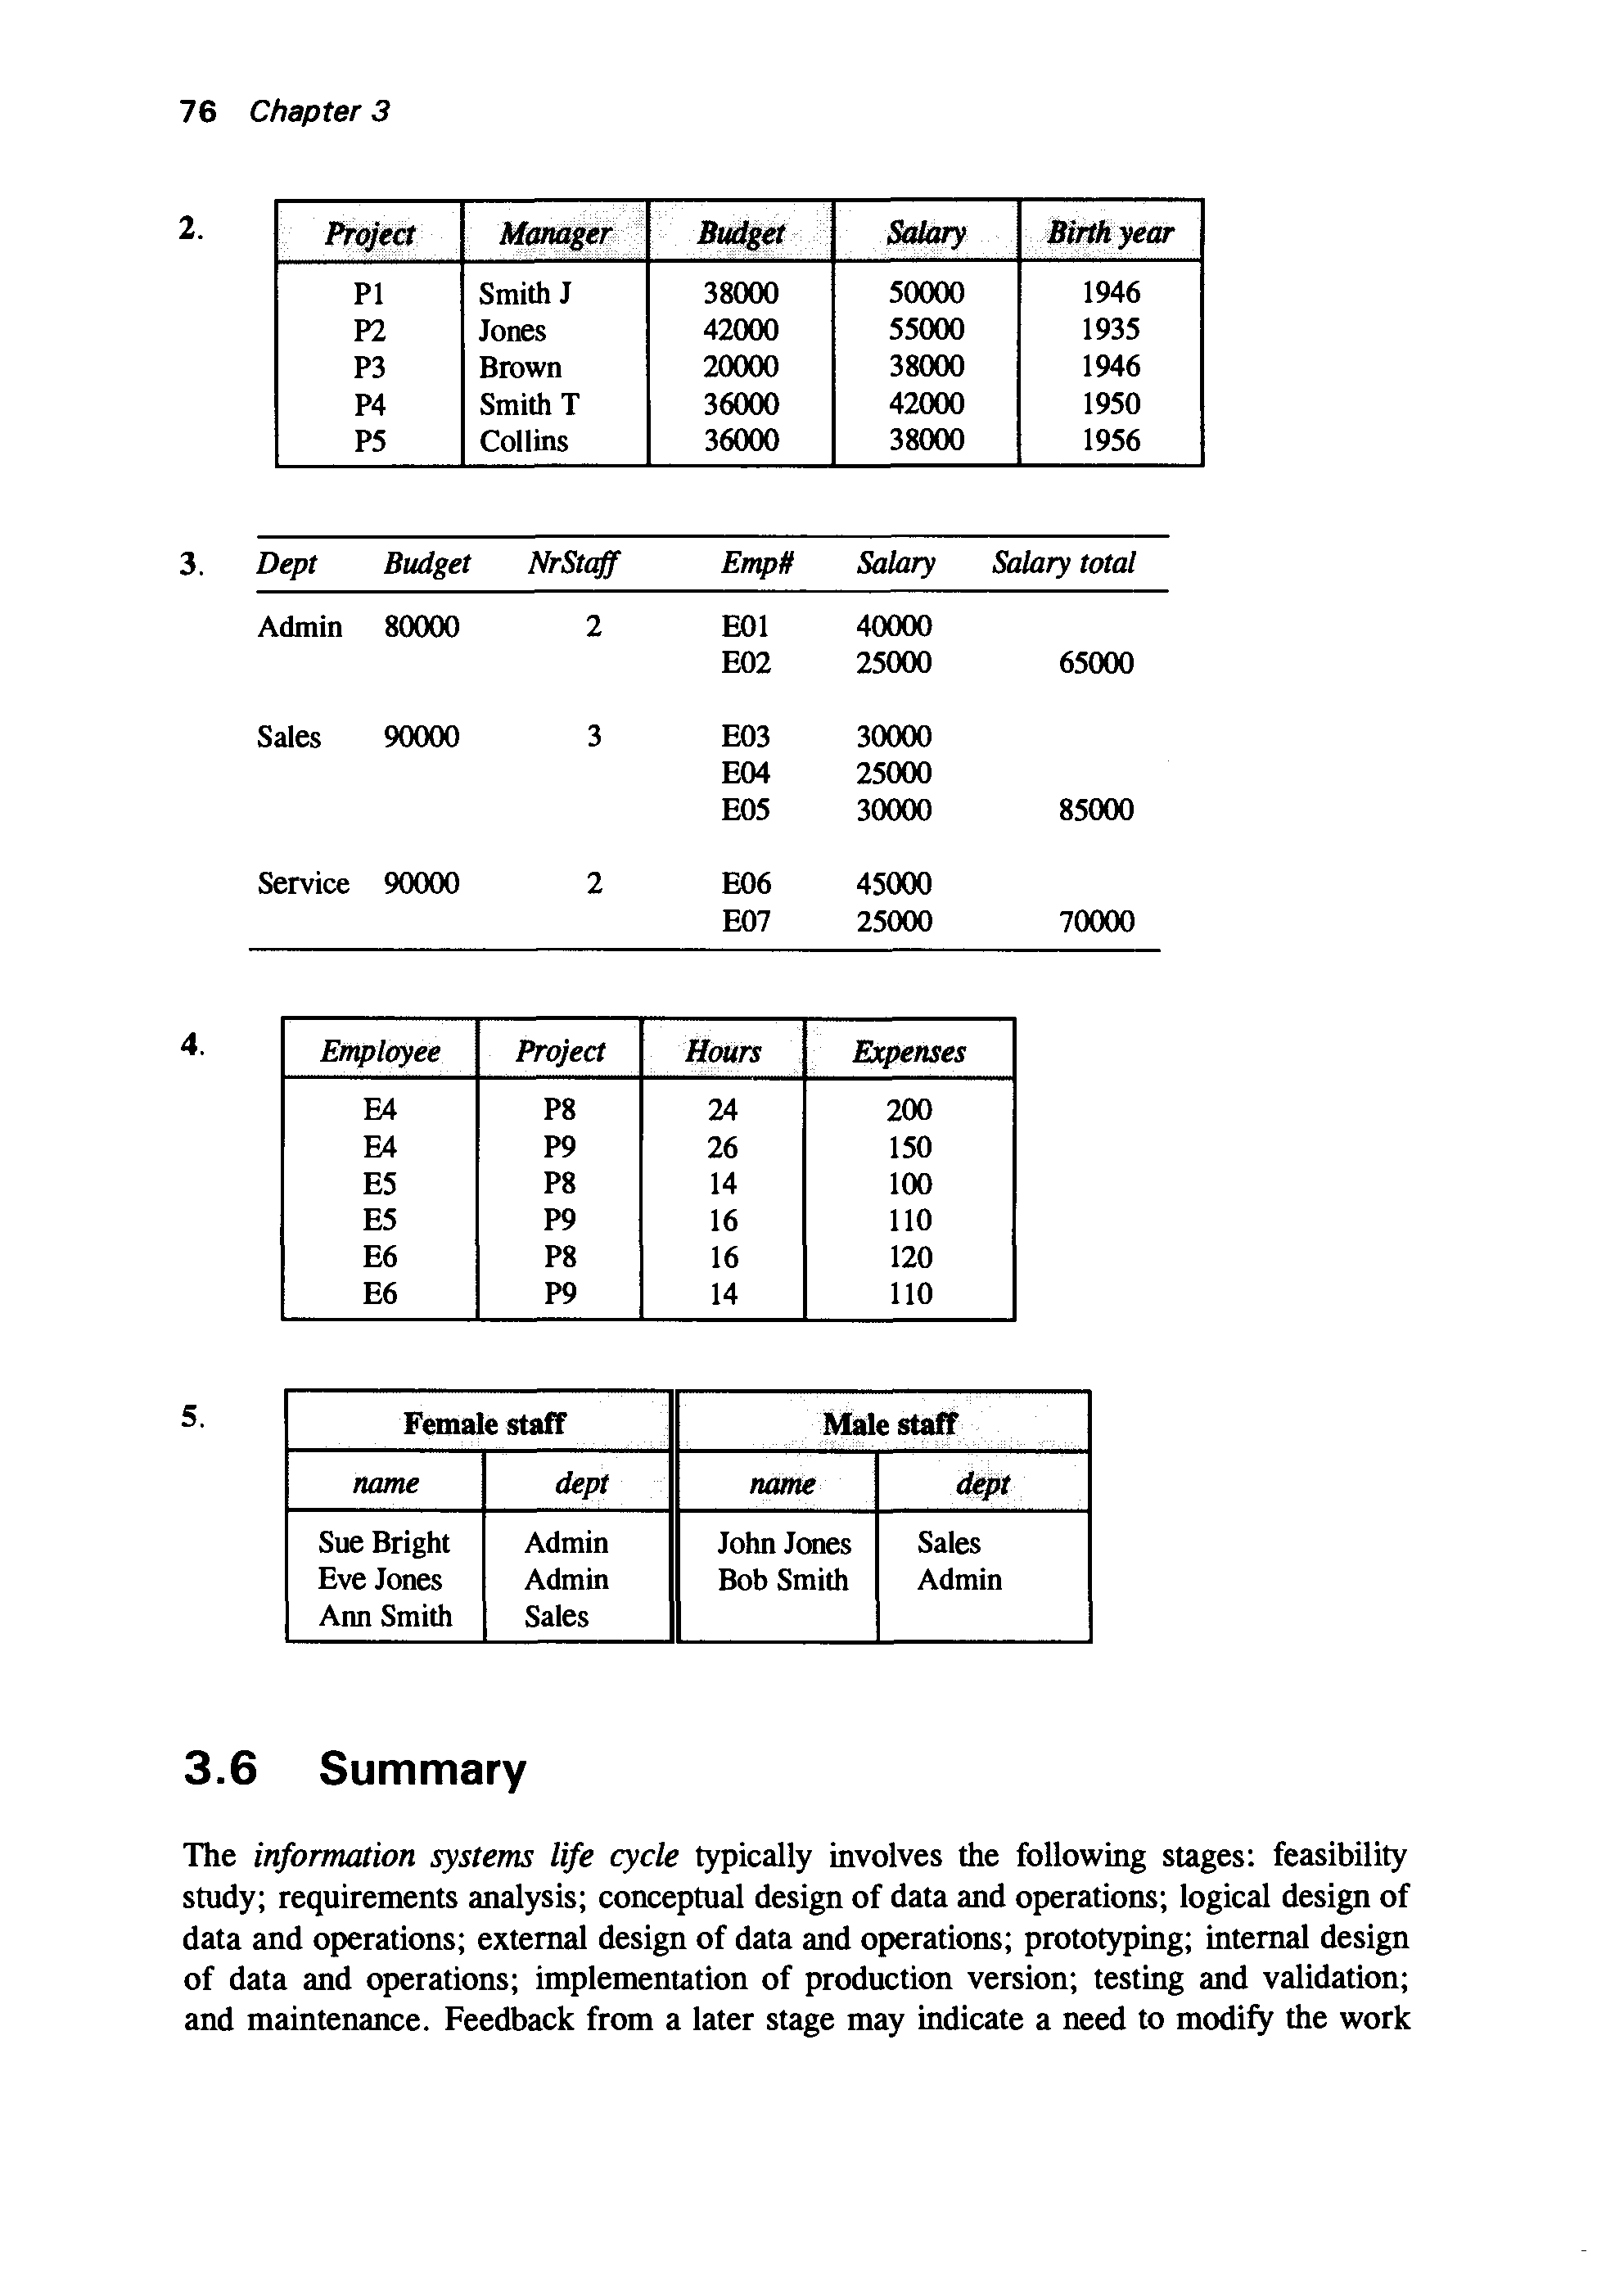 76 Chapter 3
2. Project Manager Budget Salary Birth year
P1 Smith J 38000 50000 1946
P2 Jones 42000 55000 1935
P3 Brown 20000 38000 1946
P4 Smith T 36000 42000 1950
P5 Collins 36000 38000 1956
3. Dept Budget NrStaff Emp# Salary Salary total
Admin 80000 2 E01 40000
E02 25000 65000
Sales 90000 3 E03 30000
E04 25000
E05 30000 85000
Service 90000 2 E06 45000
E07 25000 70000
4. Employee Project Hours Expenses
E4 P8 24 200
E4 P9 26 150
E5 P8 14 100
E5 P9 16 110
E6 P8 16 120
E6 P9 14 110
5. Female staff Male staff
name dept name dept
Sue Bright Admin John Jones Sales
Eve Jones Admin Bob Smith Admin
Ann Smith Sales
3.6 Summary
The information systems life cycle typically involves the following stages: feasibility
study; requirements analysis; conceptual design of data and operations; logical design of
data and operations; external design of data and operations; prototyping; internal design
of data and operations; implementation of production version; testing and validation;
and maintenance. Feedback from a later stage may indicate a need to modify the work